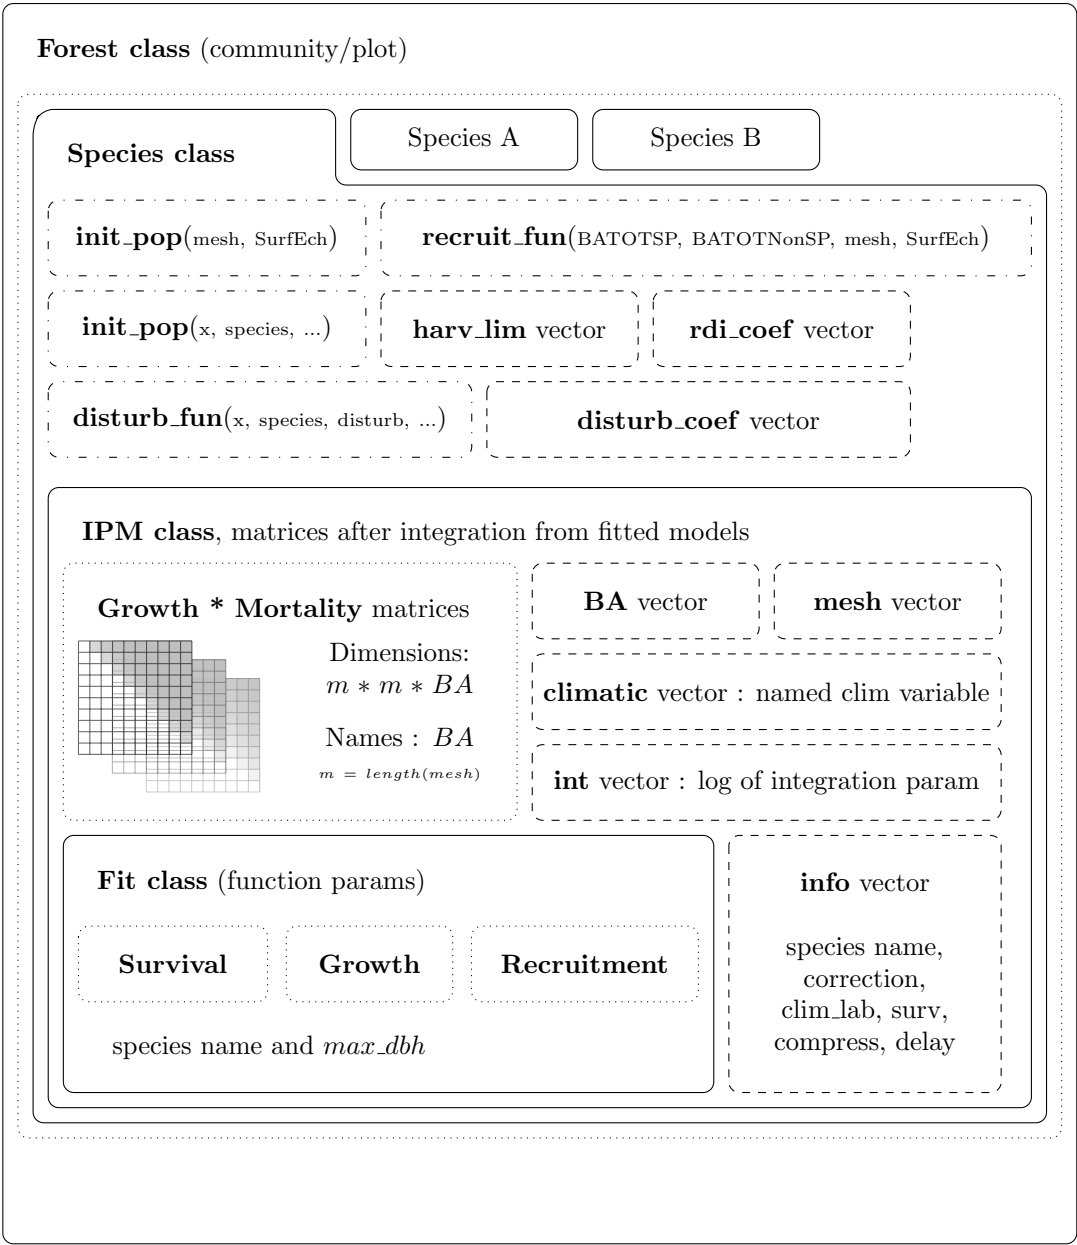 Forest class (community/plot)
Species class
Species A
Species B
init_pop(mesh, SurfEch)
recruit_fun(BATOTSP, BATOTNonSP, mesh, SurfEch)
init_pop(x, species, ...)
harv_lim vector
rdi_coef vector
disturb_fun(x, species, disturb, ...)
disturb_coef vector
IPM class, matrices after integration from fitted models
Growth * Mortality matrices
Dimensions:
m * m * BA
Names : BA
m = length(mesh)
BA vector
mesh vector
climatic vector : named clim variable
int vector : log of integration param
Fit class (function params)
Survival
Growth
Recruitment
species name and max_dbh
info vector
species name,
correction,
clim_lab, surv,
compress, delay